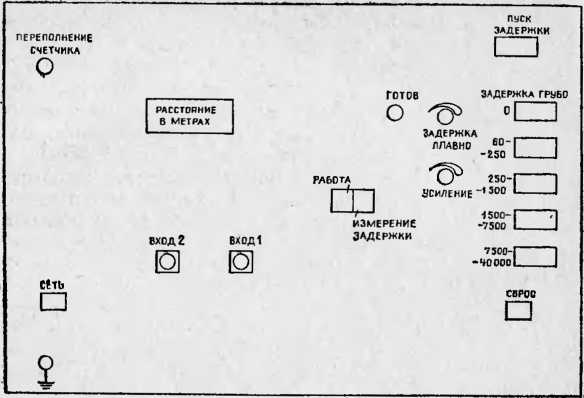 ПУСК
ЗАДЕРЖКИ
ПЕРЕПОЛНЕНИЕ
СЧЕТЧИКА
ГОТОВ
ЗАДЕРЖКА ГРУБО
0
РАССТОЯНИЕ
В МЕТРАХ
ЗАДЕРЖКА
ПЛАВНО
60-
-250
РАБОТА
УСИЛЕНИЕ
250-
-1500
ИЗМЕРЕНИЕ
ЗАДЕРЖКИ
1500-
-7500
ВХОД 2
ВХОД 1
7500-
-40000
СЕТЬ
СБРОС